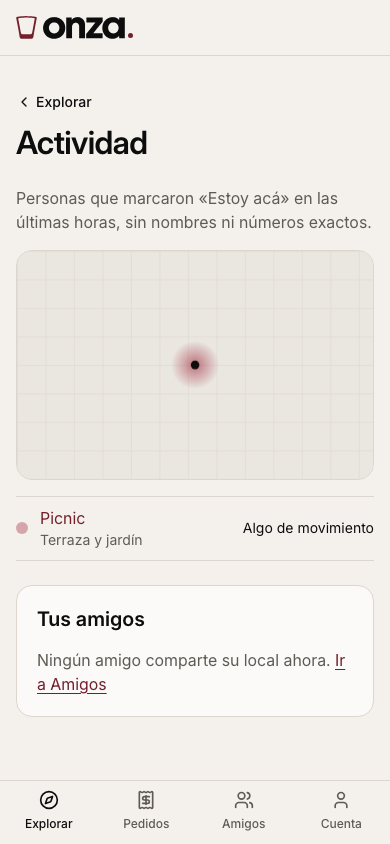 onza.
Explorar
Actividad
Personas que marcaron «Estoy acá» en las
últimas horas, sin nombres ni números exactos.
Picnic
Algo de movimiento
Terraza y jardín
Tus amigos
Ningún amigo comparte su local ahora. Ir
a Amigos
Explorar
Pedidos
Amigos
Cuenta